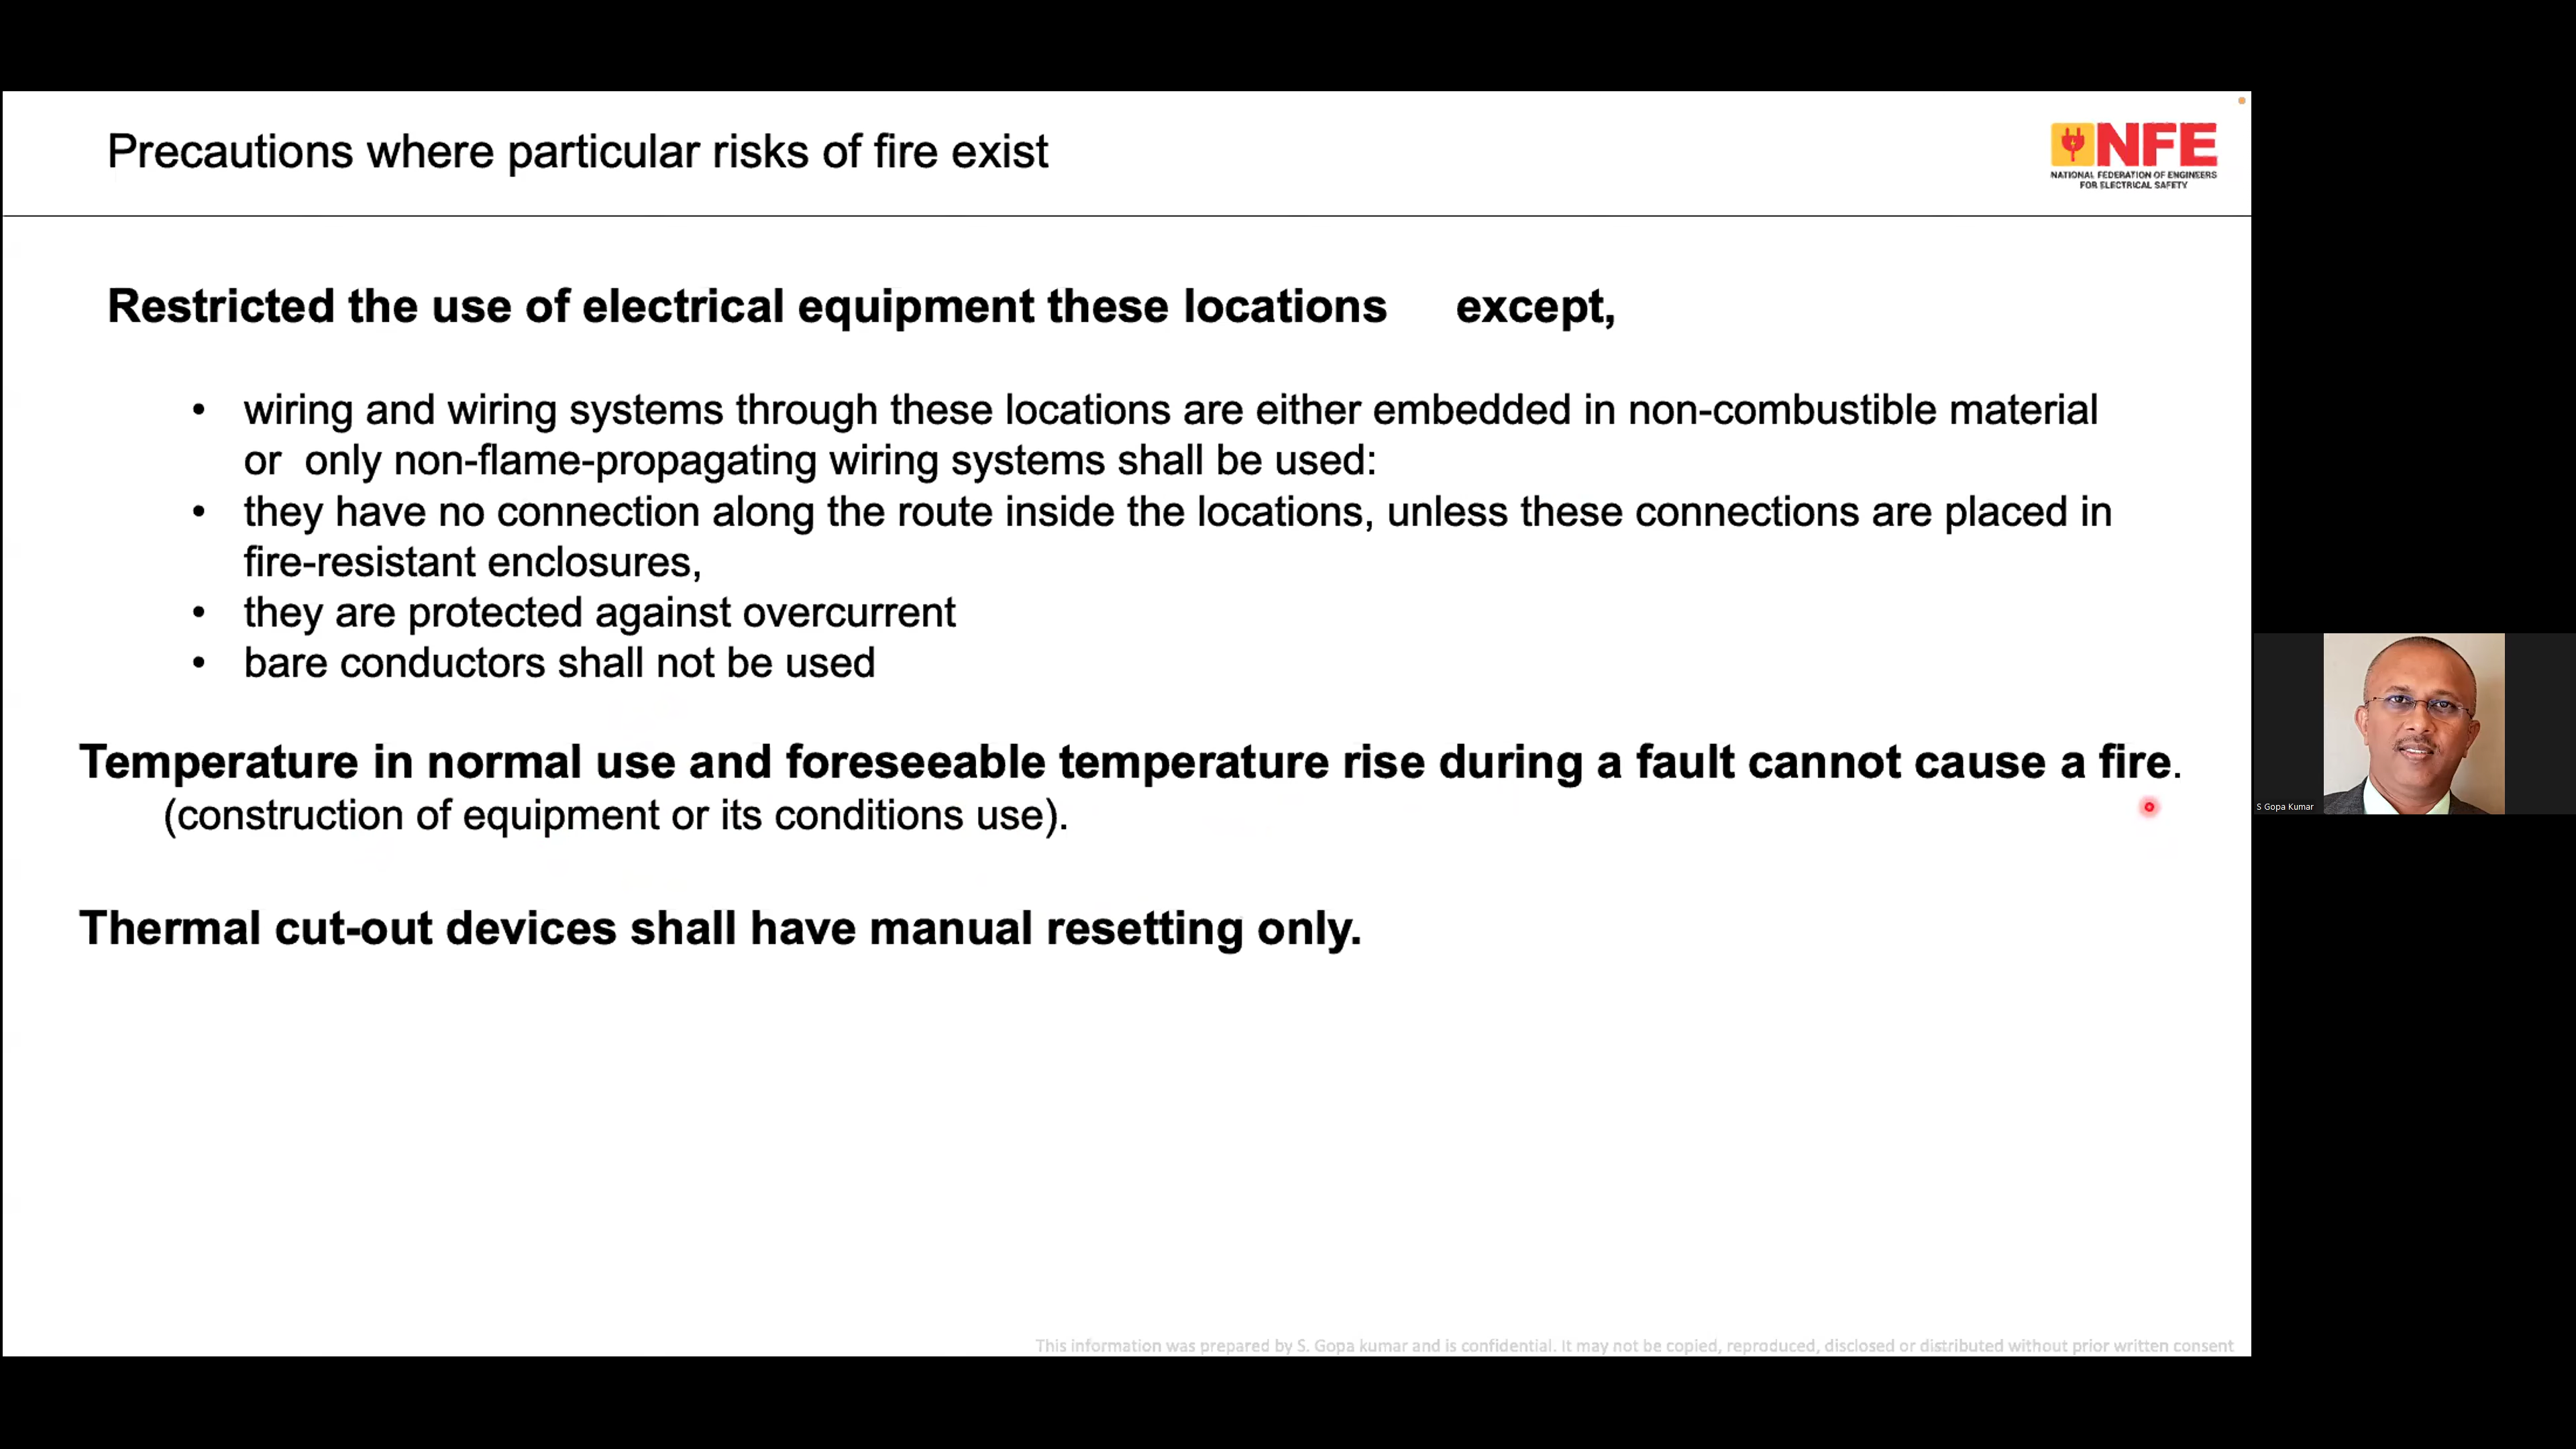 Precautions where particular risks of fire exist
NFE
NATIONAL FEDERATION OF ENGINEERS
FOR ELECTRICAL SAFETY
Restricted the use of electrical equipment these locations except,
• wiring and wiring systems through these locations are either embedded in non-combustible material
or only non-flame-propagating wiring systems shall be used:
• they have no connection along the route inside the locations, unless these connections are placed in
fire-resistant enclosures,
• they are protected against overcurrent
• bare conductors shall not be used
Temperature in normal use and foreseeable temperature rise during a fault cannot cause a fire.
(construction of equipment or its conditions use).
Thermal cut-out devices shall have manual resetting only.
S Gopa Kumar
This information was prepared by S. Gopa kumar and is confidential. It may not be copied, reproduced, disclosed or distributed without prior written consent